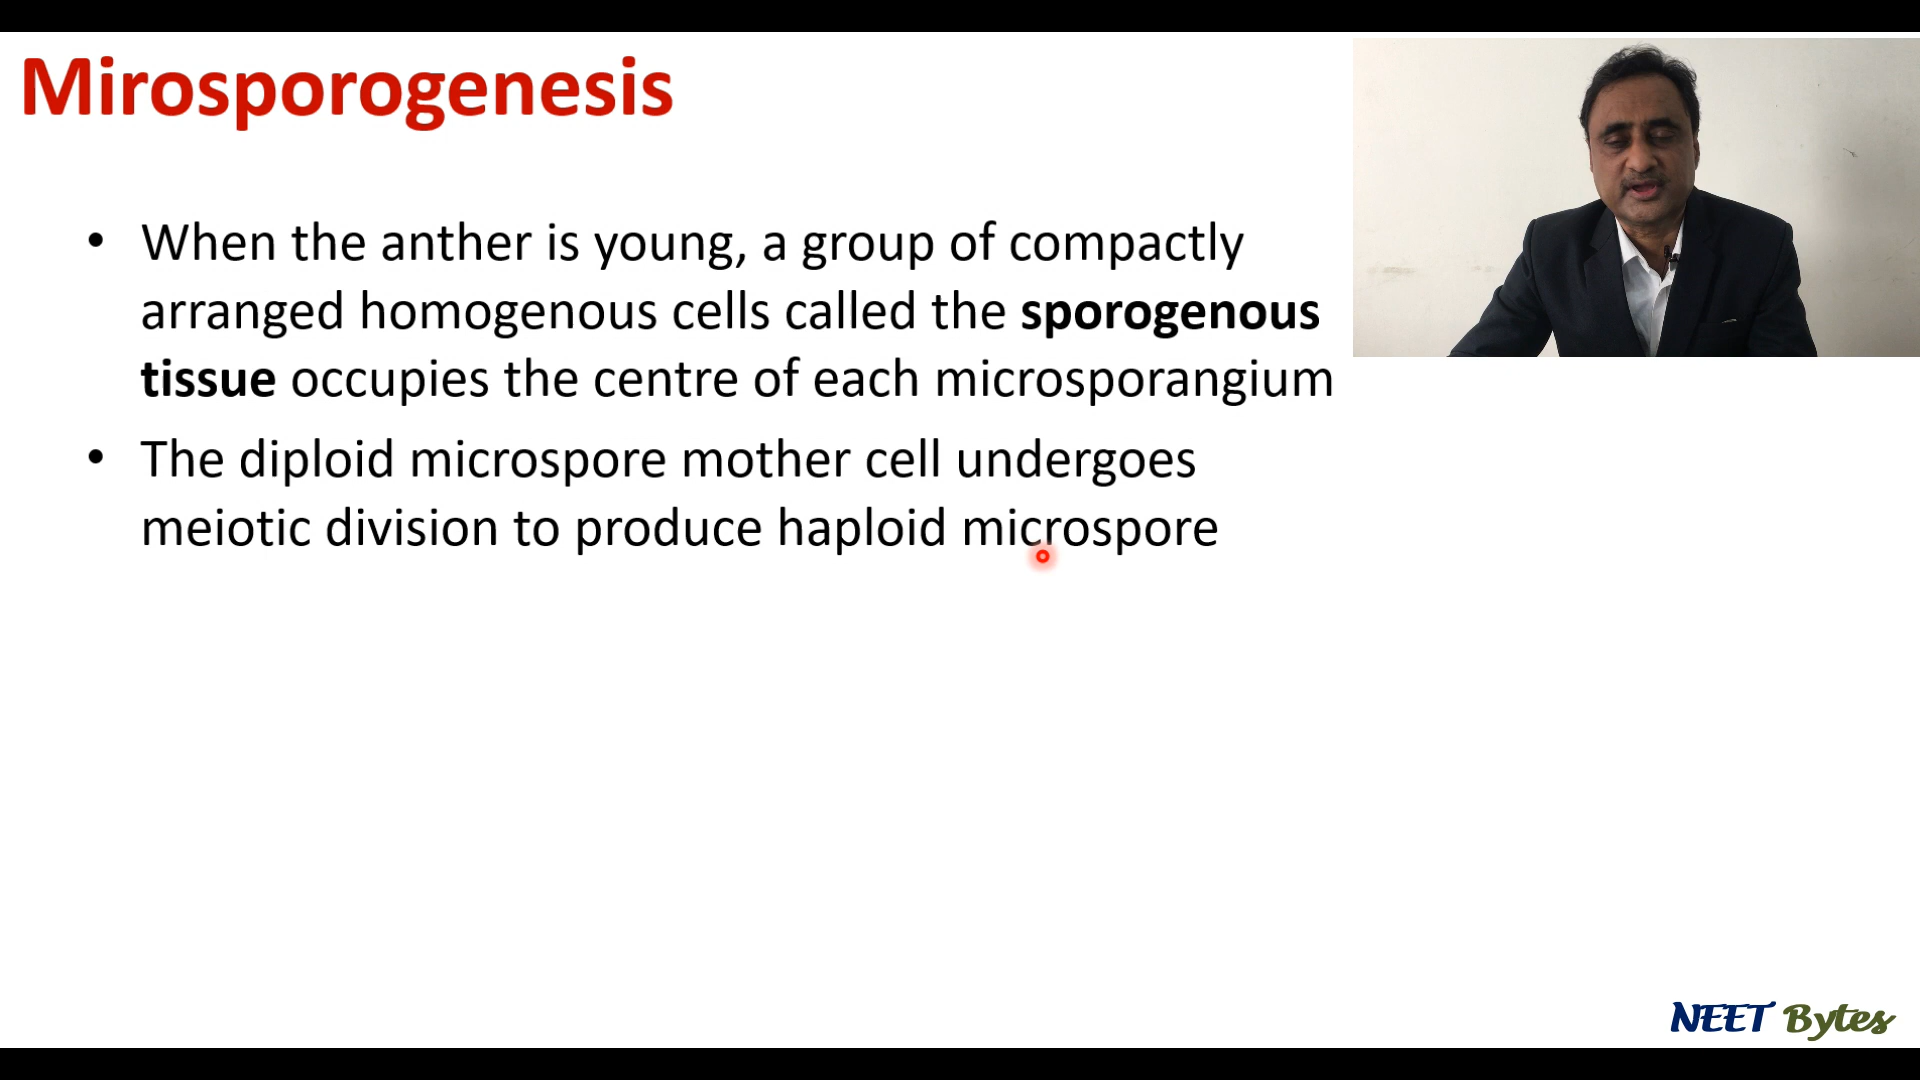 Mirosporogenesis
• When the anther is young, a group of compactly
arranged homogenous cells called the sporogenous
tissue occupies the centre of each microsporangium
• The diploid microspore mother cell undergoes
meiotic division to produce haploid microspore
NEET Bytes